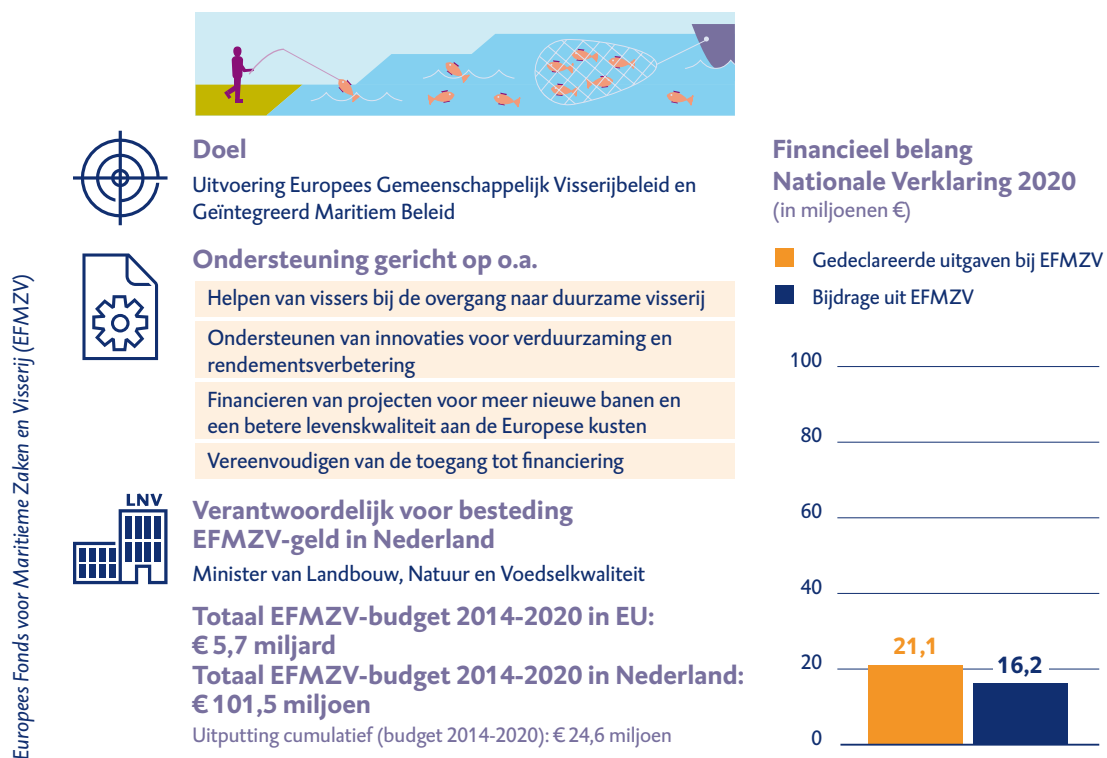 Europees Fonds voor Maritieme Zaken en Visserij (EFMZV)
Doel
Uitvoering Europees Gemeenschappelijk Visserijbeleid en
Geïntegreerd Maritiem Beleid
Ondersteuning gericht op o.a.
Helpen van vissers bij de overgang naar duurzame visserij
Ondersteunen van innovaties voor verduurzaming en
rendementsverbetering
Financieren van projecten voor meer nieuwe banen en
een betere levenskwaliteit aan de Europese kusten
Vereenvoudigen van de toegang tot financiering
LNV
Verantwoordelijk voor besteding
EFMZV-geld in Nederland
Minister van Landbouw, Natuur en Voedselkwaliteit
Totaal EFMZV-budget 2014-2020 in EU:
€ 5,7 miljard
Totaal EFMZV-budget 2014-2020 in Nederland:
€ 101,5 miljoen
Uitputting cumulatief (budget 2014-2020): € 24,6 miljoen
Financieel belang
Nationale Verklaring 2020
(in miljoenen €)
Gedeclareerde uitgaven bij EFMZV
Bijdrage uit EFMZV
100
80
60
40
20
0
21,1
16,2